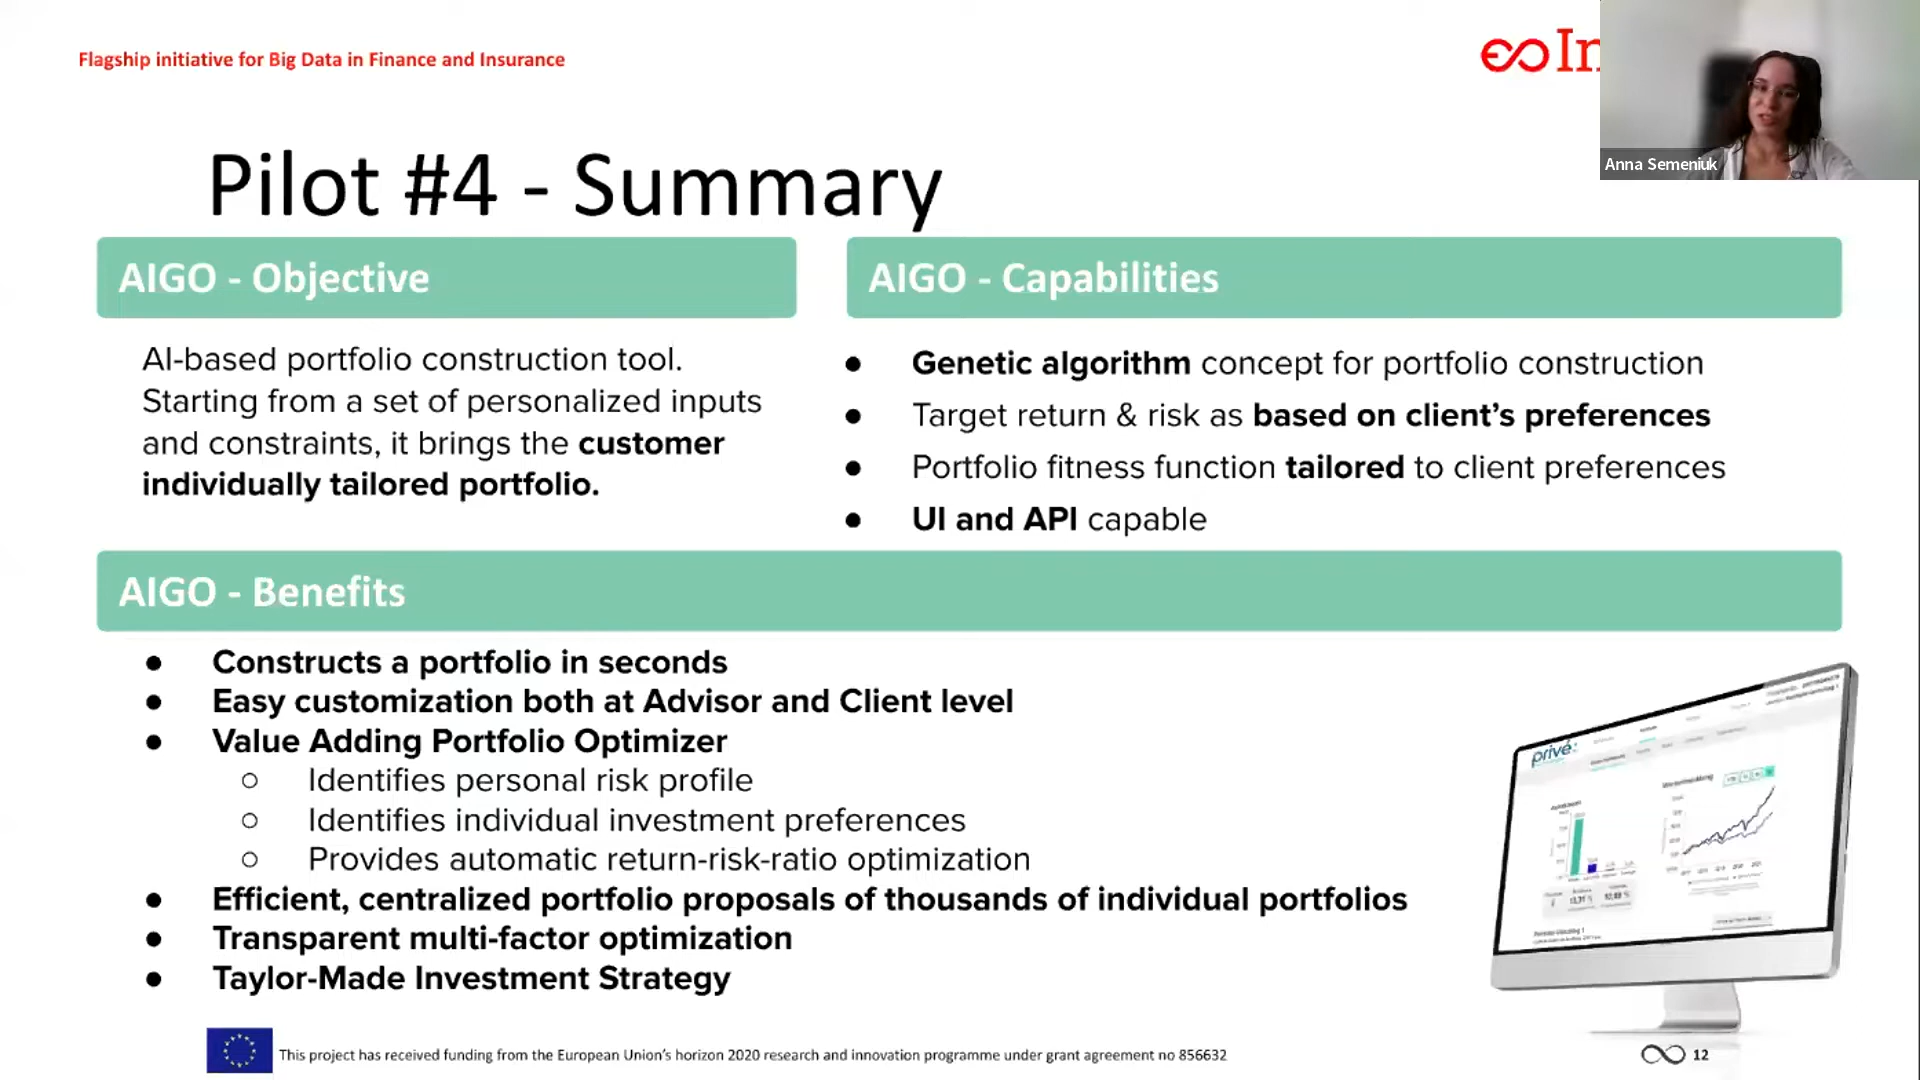 Flagship initiative for Big Data in Finance and Insurance
In
Anna Semeniuk
Pilot #4 - Summary
AIGO - Objective
AI-based portfolio construction tool.
Starting from a set of personalized inputs
and constraints, it brings the customer
individually tailored portfolio.
AIGO - Capabilities
● Genetic algorithm concept for portfolio construction
● Target return & risk as based on client’s preferences
● Portfolio fitness function tailored to client preferences
● UI and API capable
AIGO - Benefits
● Constructs a portfolio in seconds
● Easy customization both at Advisor and Client level
● Value Adding Portfolio Optimizer
○ Identifies personal risk profile
○ Identifies individual investment preferences
○ Provides automatic return-risk-ratio optimization
● Efficient, centralized portfolio proposals of thousands of individual portfolios
● Transparent multi-factor optimization
● Taylor-Made Investment Strategy
privé
This project has received funding from the European Union’s horizon 2020 research and innovation programme under grant agreement no 856632
12